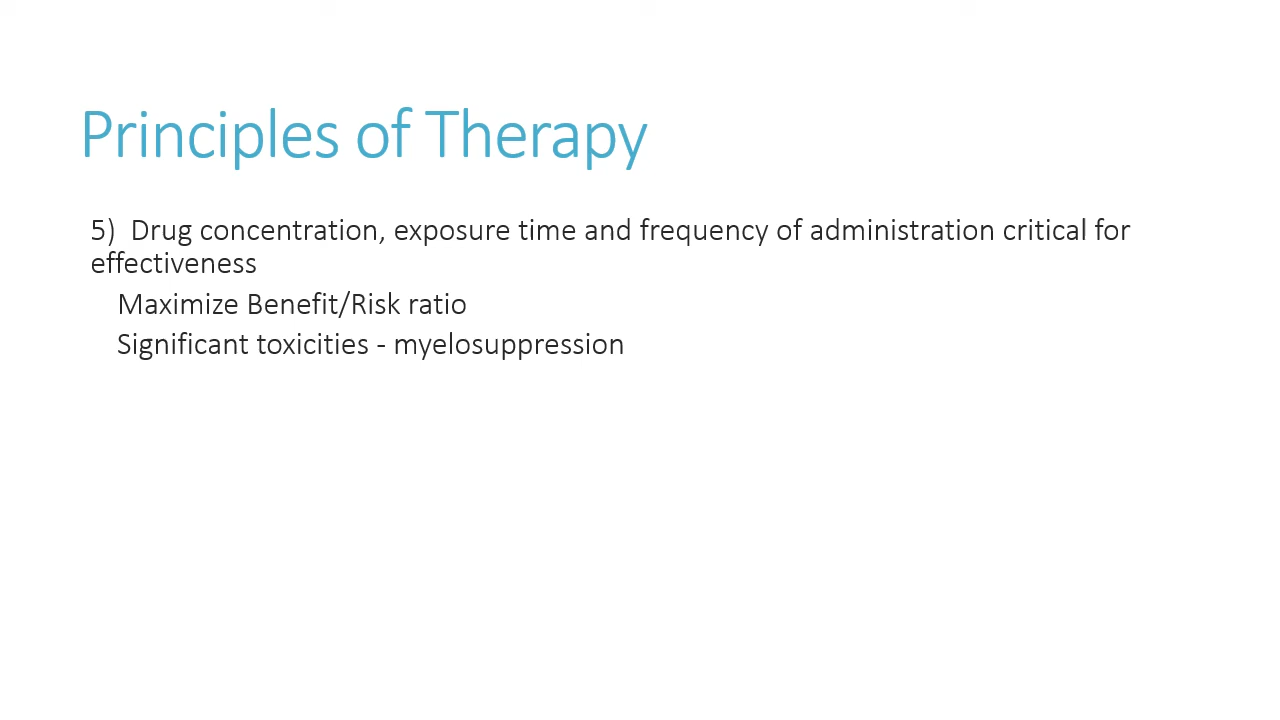 Principles of Therapy
5)  Drug concentration, exposure time and frequency of administration critical for
effectiveness
Maximize Benefit/Risk ratio
Significant toxicities - myelosuppression